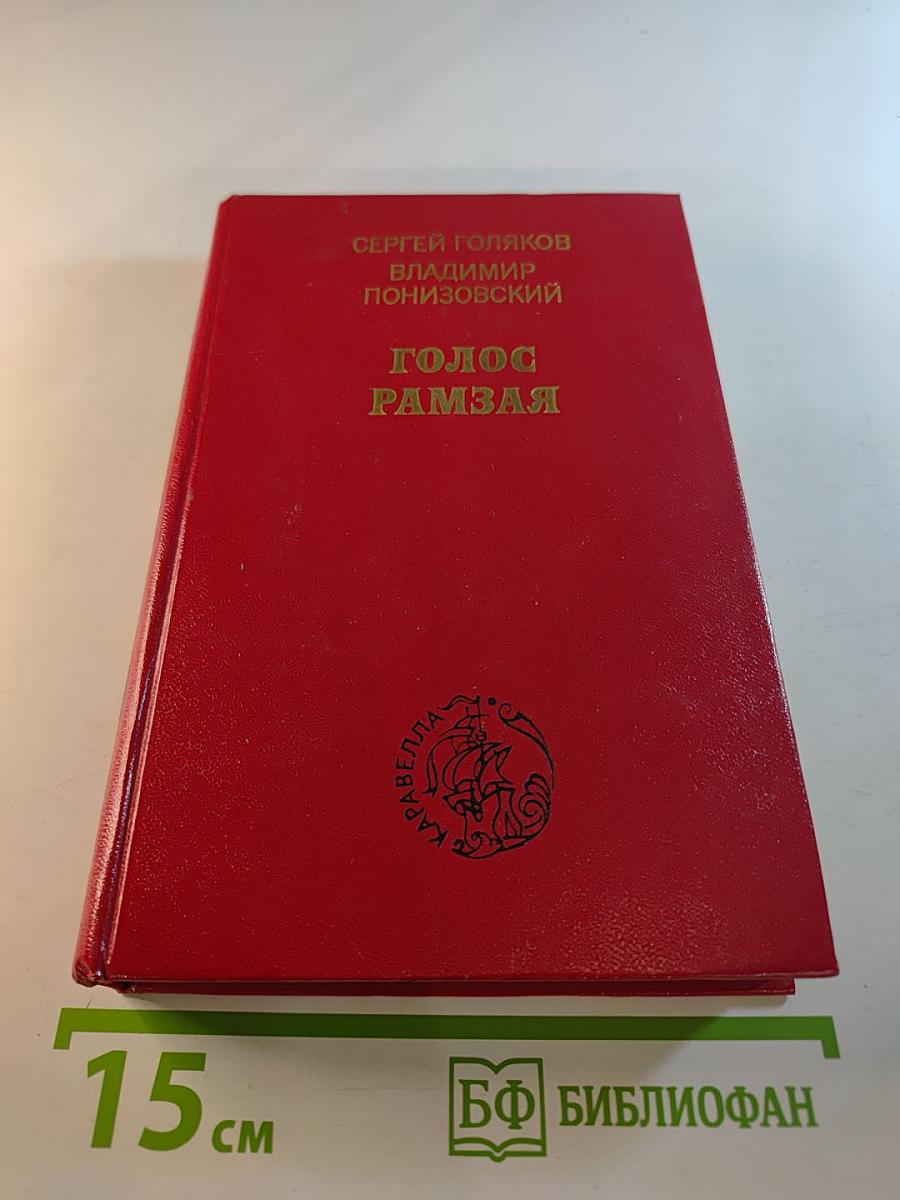 СЕРГЕЙ ГОЛЯКОВ
ВЛАДИМИР
ПОНИЗОВСКИЙ
ГОЛОС
РАМЗАЯ
КАРАВЕЛЛА
15 см
БФ БИБЛИОФАН